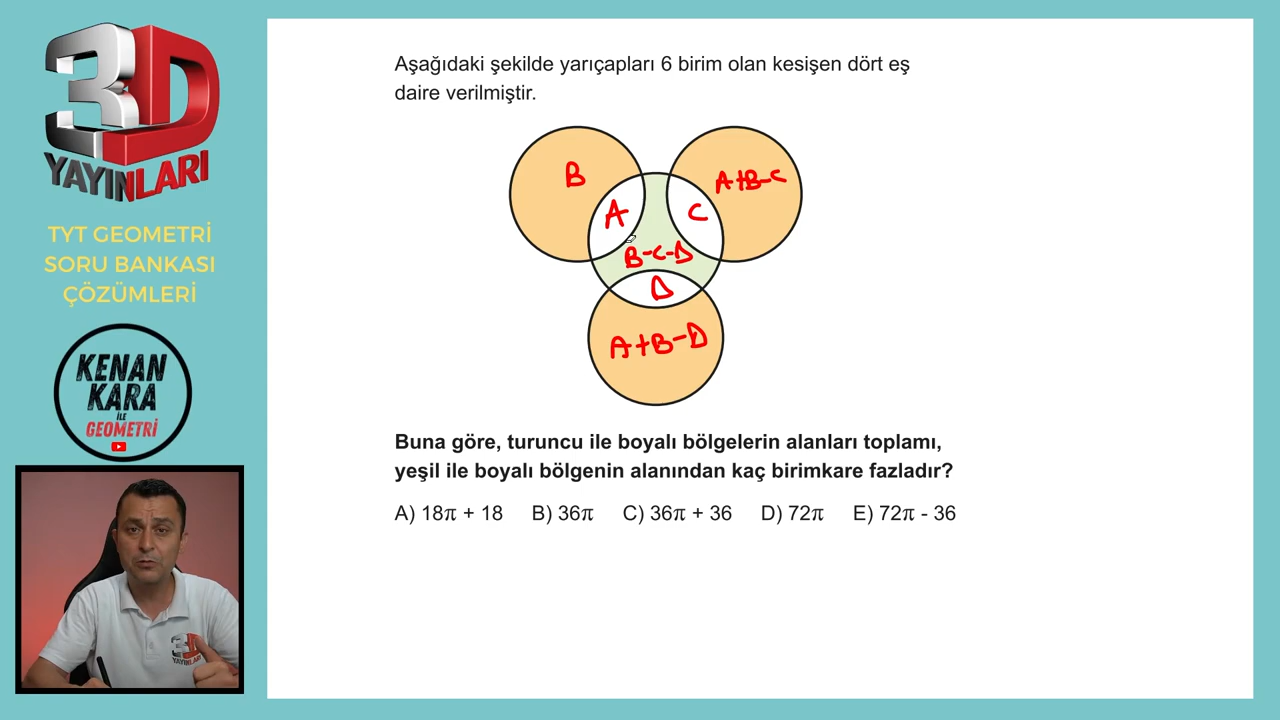 3D
YAYINLARI
TYT GEOMETRİ
SORU BANKASI
ÇÖZÜMLERİ
KENAN
KARA
İLE
GEOMETRİ
3D
YAYINLARI
Aşağıdaki şekilde yarıçapları 6 birim olan kesişen dört eş
daire verilmiştir.
B
A+B-C
A
C
B-C-D
D
A+B-D
Buna göre, turuncu ile boyalı bölgelerin alanları toplamı,
yeşil ile boyalı bölgenin alanından kaç birimkare fazladır?
A) 18π + 18 B) 36π C) 36π + 36 D) 72π E) 72π - 36